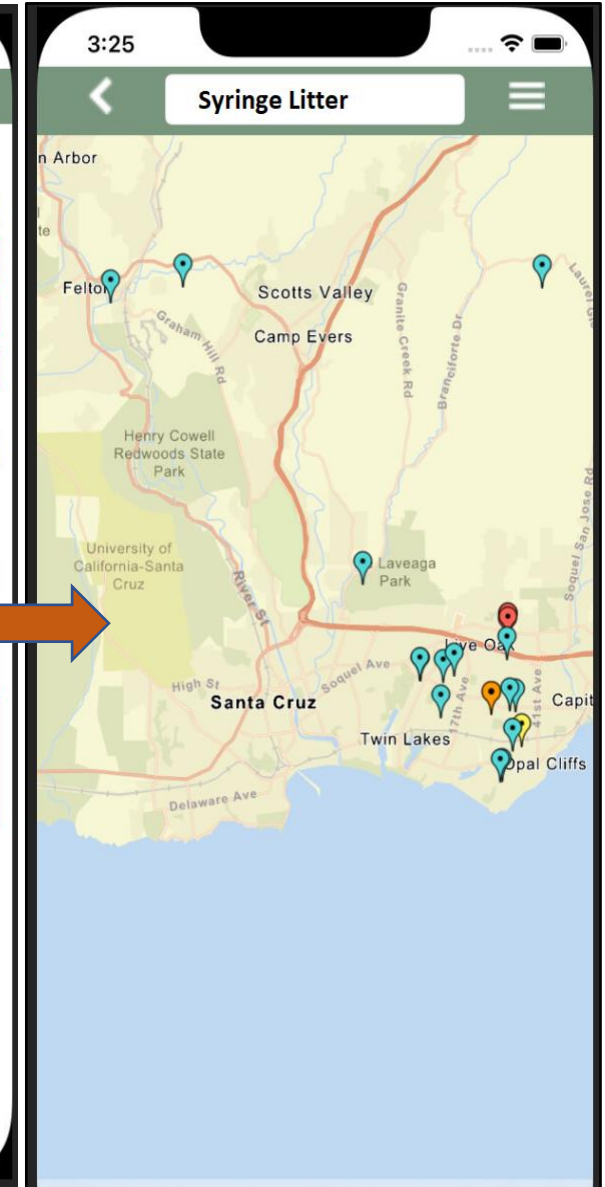 3:25
Syringe Litter
n Arbor
Felton
Scotts Valley
Graham Hill Rd
Granite Creek Rd
Camp Evers
Branciforte Dr
Henry Cowell
Redwoods State
Park
Soquel San Jose Rd
University of
California-Santa
Cruz
Laveaga
Park
River St
Live Oak
Soquel Ave
High St
Santa Cruz
17th Ave
41st Ave
Capit
Twin Lakes
Opal Cliffs
Delaware Ave